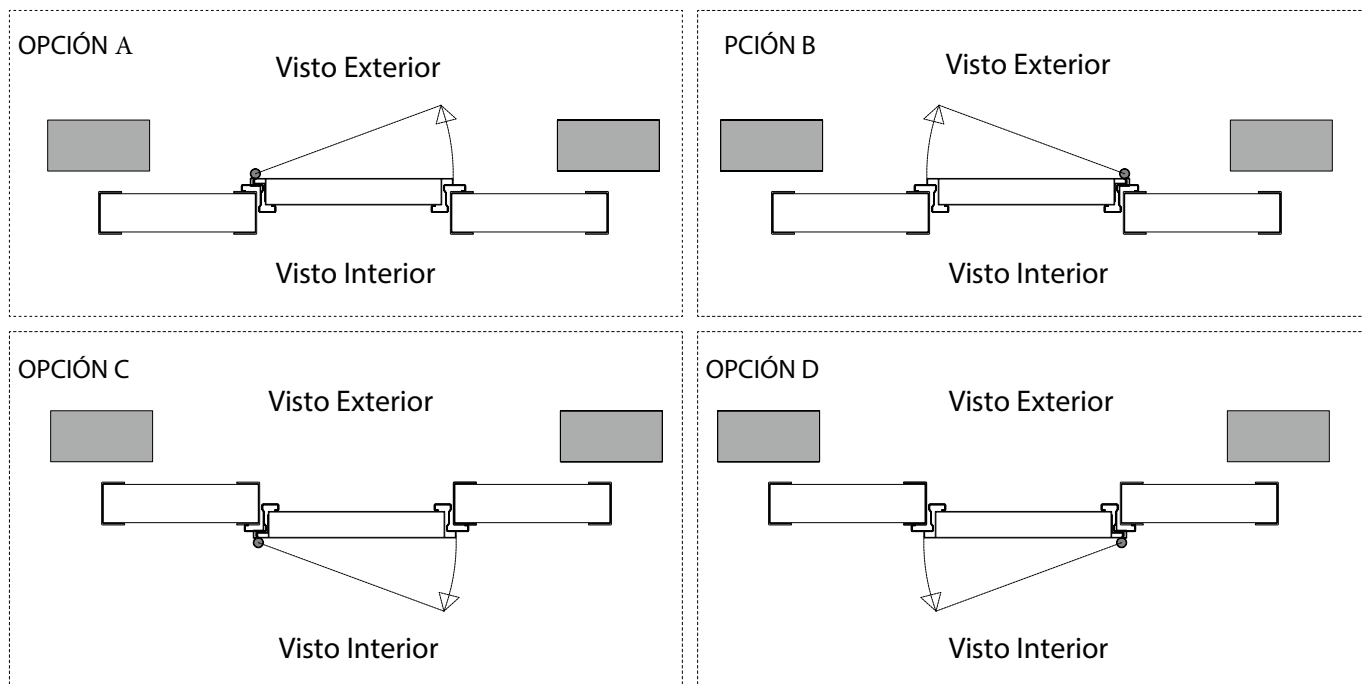 OPCIÓN A
Visto Exterior
Visto Interior
PCIÓN B
Visto Exterior
Visto Interior
OPCIÓN C
Visto Exterior
Visto Interior
OPCIÓN D
Visto Exterior
Visto Interior